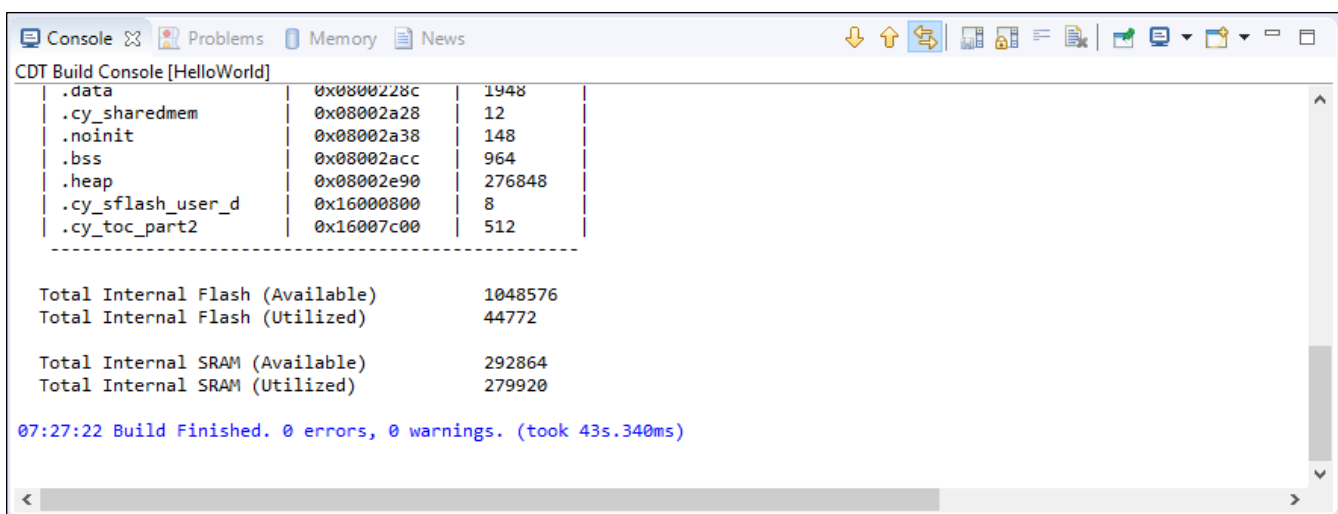 Console Problems Memory News
CDT Build Console [HelloWorld]
| .data | 0x0800228c | 1948 |
| .cy_sharedmem | 0x08002a28 | 12 |
| .noinit | 0x08002a38 | 148 |
| .bss | 0x08002acc | 964 |
| .heap | 0x08002e90 | 276848 |
| .cy_sflash_user_d | 0x16000800 | 8 |
| .cy_toc_part2 | 0x16007c00 | 512 |
---------------------------------------------------
Total Internal Flash (Available) 1048576
Total Internal Flash (Utilized) 44772
Total Internal SRAM (Available) 292864
Total Internal SRAM (Utilized) 279920
07:27:22 Build Finished. 0 errors, 0 warnings. (took 43s.340ms)